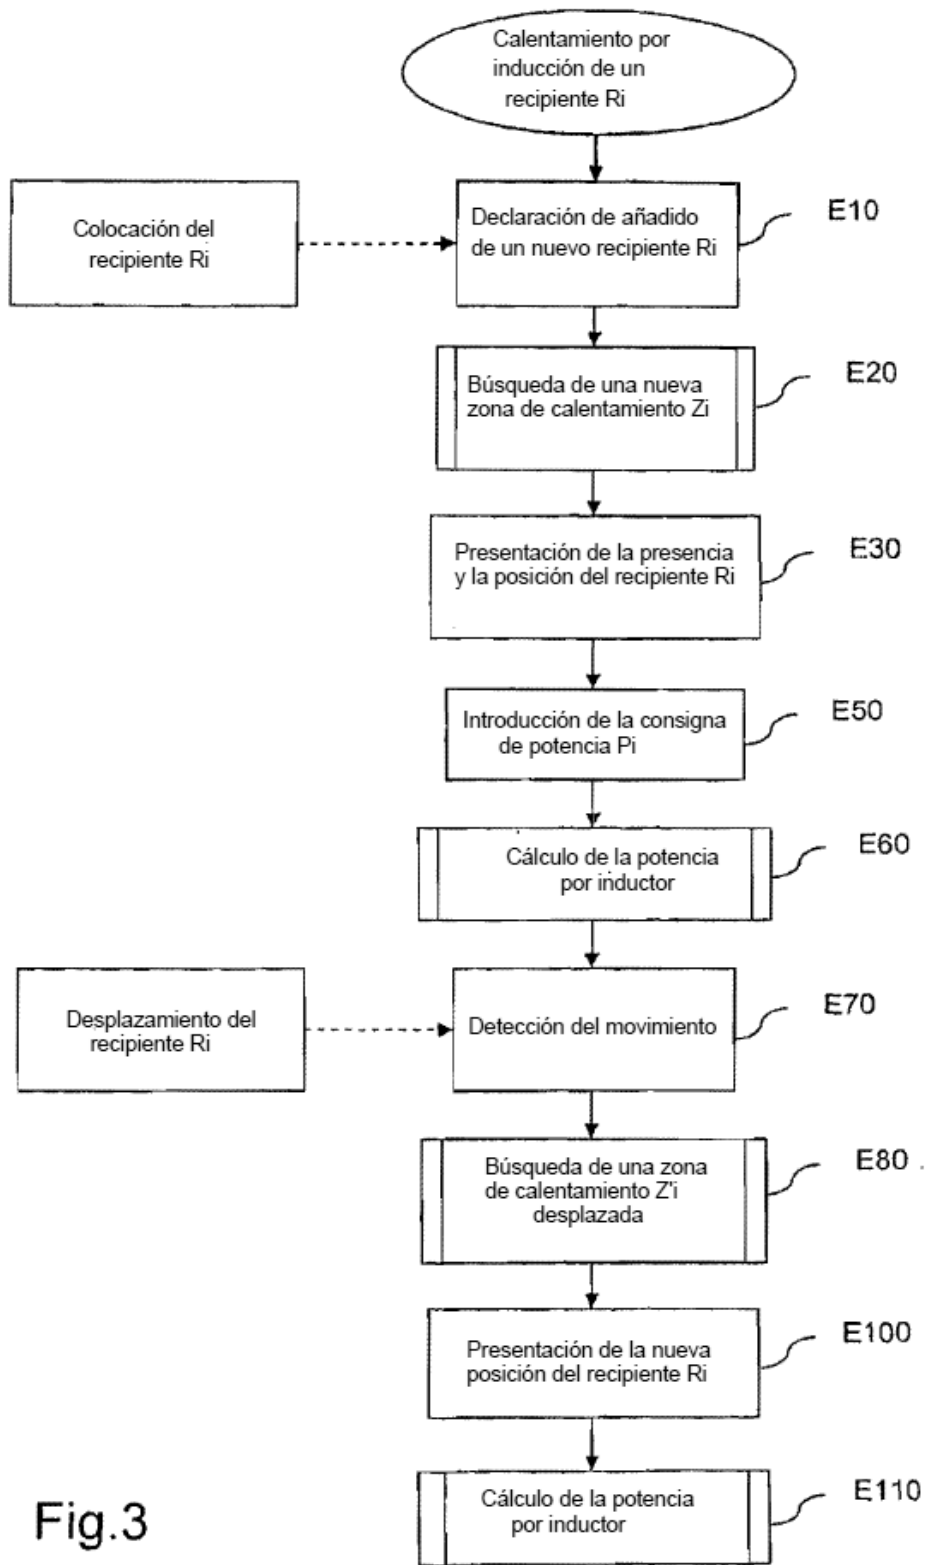 Calentamiento por
inducción de un
recipiente Ri
Colocación del
recipiente Ri
Declaración de añadido
de un nuevo recipiente Ri
E10
Búsqueda de una nueva
zona de calentamiento Zi
E20
Presentación de la presencia
y la posición del recipiente Ri
E30
Introducción de la consigna
de potencia Pi
E50
Cálculo de la potencia
por inductor
E60
Desplazamiento del
recipiente Ri
Detección del movimiento
E70
Búsqueda de una zona
de calentamiento Z'i
desplazada
E80
Presentación de la nueva
posición del recipiente Ri
E100
Cálculo de la potencia
por inductor
E110
Fig.3